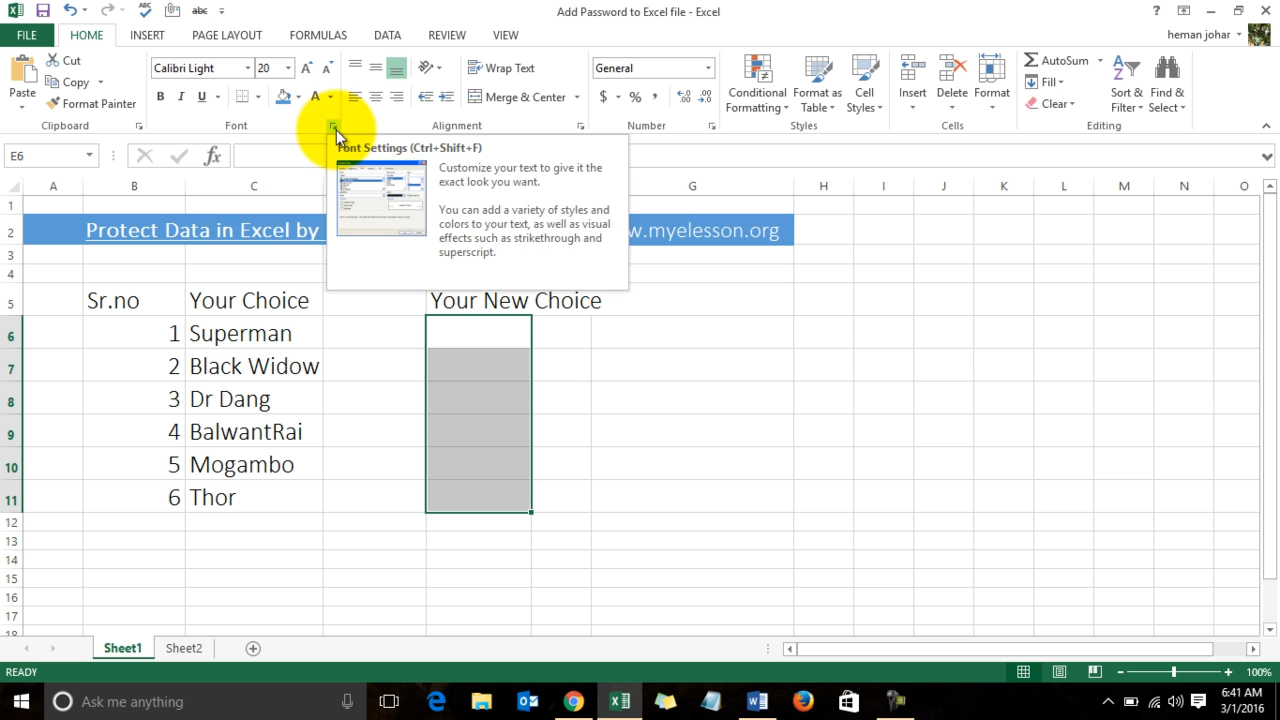 Add Password to Excel file - Excel
FILE HOME INSERT PAGE LAYOUT FORMULAS DATA REVIEW VIEW heman johar
Paste Cut Copy Format Painter Clipboard
Calibri Light 20 B I U A Font
Wrap Text Merge & Center Alignment
General $ % , Number
Conditional Formatting Format as Table Cell Styles Styles
Insert Delete Format Cells
AutoSum Fill Clear Sort & Filter Find & Select Editing
E6 fx
Font Settings (Ctrl+Shift+F)
Customize your text to give it the
exact look you want.
You can add a variety of styles and
colors to your text, as well as visual
effects such as strikethrough and
superscript.
A B C G H I J K L M N O
1
2 Protect Data in Excel by w.myelesson.org
3
4
5 Sr.no Your Choice Your New Choice
6 1 Superman
7 2 Black Widow
8 3 Dr Dang
9 4 BalwantRai
10 5 Mogambo
11 6 Thor
12
13
14
15
16
17
18
Sheet1 Sheet2
READY 100%
Ask me anything 6:41 AM
3/1/2016